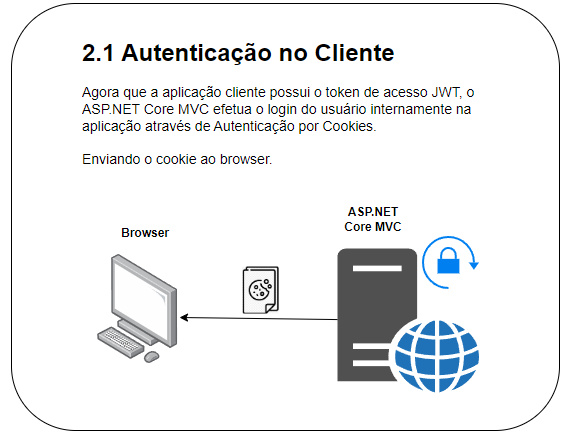 2.1 Autenticação no Cliente
Agora que a aplicação cliente possui o token de acesso JWT, o
ASP.NET Core MVC efetua o login do usuário internamente na
aplicação através de Autenticação por Cookies.
Enviando o cookie ao browser.
Browser
ASP.NET
Core MVC